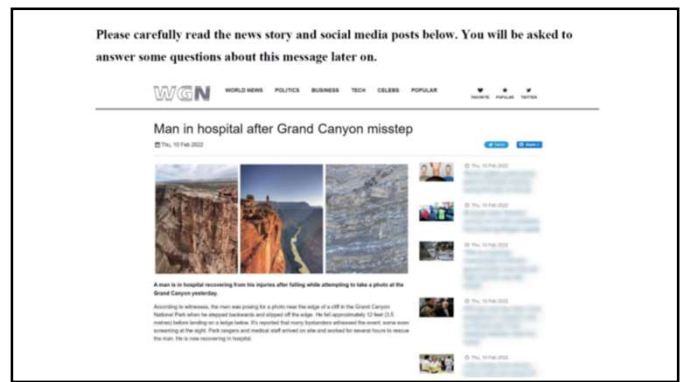 Please carefully read the news story and social media posts below. You will be asked to
answer some questions about this message later on.
WGN
WORLD NEWS POLITICS BUSINESS TECH CELEBS POPULAR
FAVORITE POPULAR TWITTER
Man in hospital after Grand Canyon misstep
Thu, 10 Feb 2022
Thu, 10 Feb 2022
Thu, 10 Feb 2022
Thu, 10 Feb 2022
Thu, 10 Feb 2022
A man is in hospital recovering from his injuries after falling while attempting to take a photo at the
Grand Canyon yesterday.
According to witnesses, the man was posing for a photo near the edge of a cliff in the Grand Canyon
National Park when he stepped backwards and slipped off the edge. He fell approximately 12 feet (3.5
metres) before landing on a ledge below. It's reported that many bystanders witnessed the event, some even
screaming at the sight. Park rangers and medical staff arrived on site and worked for several hours to rescue
the man. He is now recovering in hospital.
Thu, 10 Feb 2022